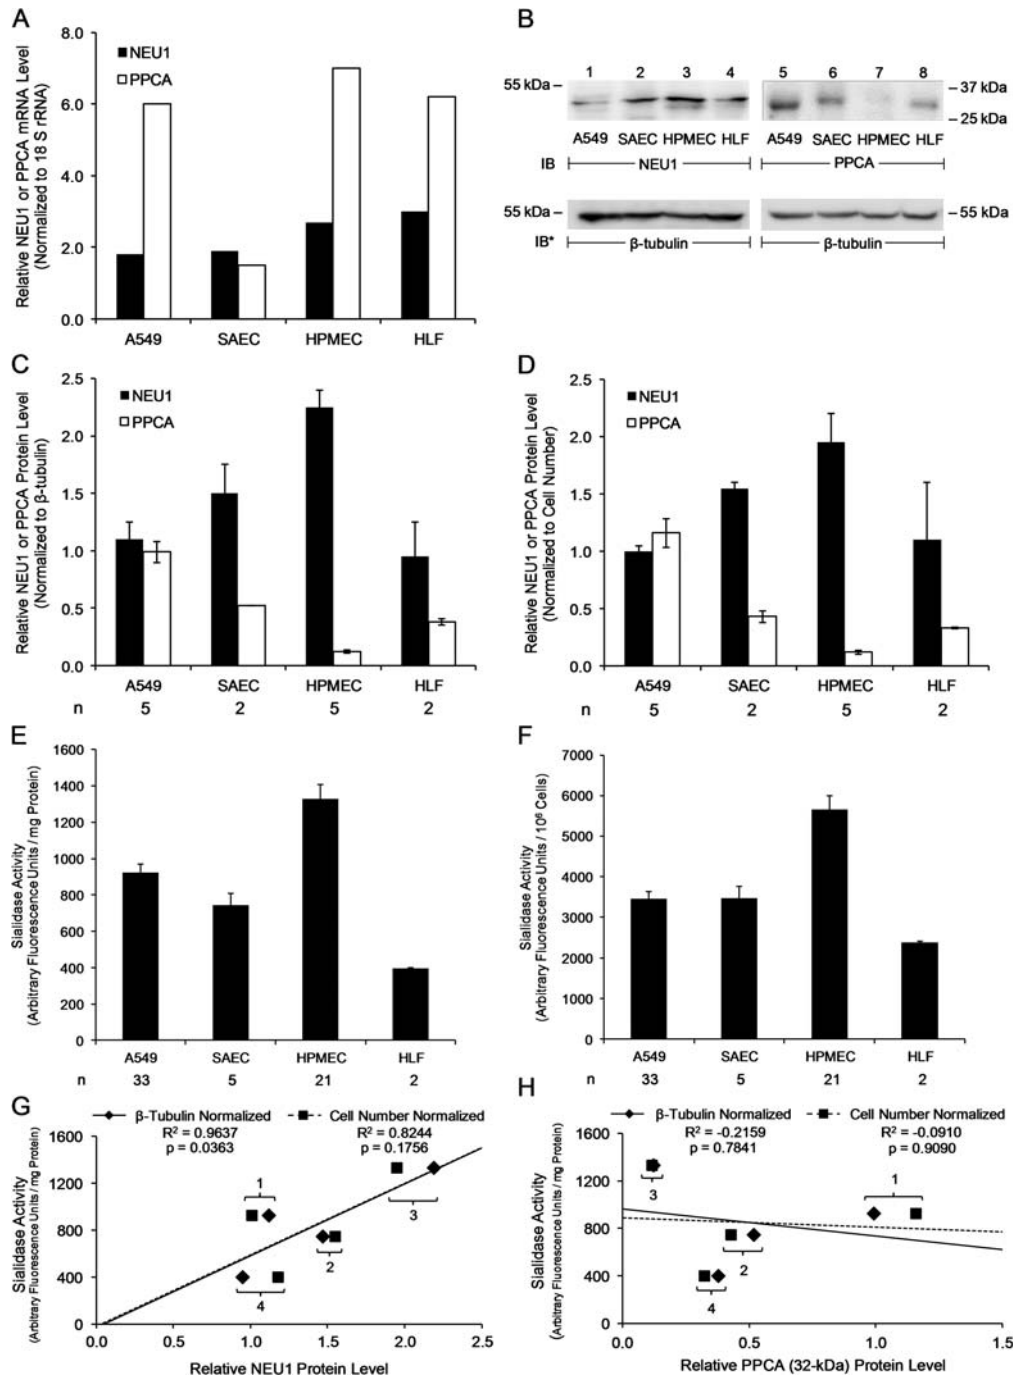 A
Relative NEU1 or PPCA mRNA Level
(Normalized to 18 S rRNA)
8.0
6.0
4.0
2.0
0.0
NEU1
PPCA
A549 SAEC HPMEC HLF
B
1 2 3 4 5 6 7 8
55 kDa –
– 37 kDa
– 25 kDa
A549 SAEC HPMEC HLF A549 SAEC HPMEC HLF
IB NEU1 PPCA
55 kDa – – 55 kDa
IB* β-tubulin β-tubulin
C
Relative NEU1 or PPCA Protein Level
(Normalized to β-tubulin)
2.5
2.0
1.5
1.0
0.5
0.0
NEU1
PPCA
A549 SAEC HPMEC HLF
n 5 2 5 2
D
Relative NEU1 or PPCA Protein Level
(Normalized to Cell Number)
2.5
2.0
1.5
1.0
0.5
0.0
NEU1
PPCA
A549 SAEC HPMEC HLF
n 5 2 5 2
E
Sialidase Activity
(Arbitrary Fluorescence Units / mg Protein)
1600
1400
1200
1000
800
600
400
200
0
A549 SAEC HPMEC HLF
n 33 5 21 2
F
Sialidase Activity
(Arbitrary Fluorescence Units / 10⁶ Cells)
7000
6000
5000
4000
3000
2000
1000
0
A549 SAEC HPMEC HLF
n 33 5 21 2
G
β-Tubulin Normalized Cell Number Normalized
R² = 0.9637 R² = 0.8244
p = 0.0363 p = 0.1756
Sialidase Activity
(Arbitrary Fluorescence Units / mg Protein)
1600
1200
800
400
0
1
3
2
4
0.0 0.5 1.0 1.5 2.0 2.5
Relative NEU1 Protein Level
H
β-Tubulin Normalized Cell Number Normalized
R² = -0.2159 R² = -0.0910
p = 0.7841 p = 0.9090
Sialidase Activity
(Arbitrary Fluorescence Units / mg Protein)
1600
1200
800
400
0
3
1
2
4
0.0 0.5 1.0 1.5
Relative PPCA (32-kDa) Protein Level